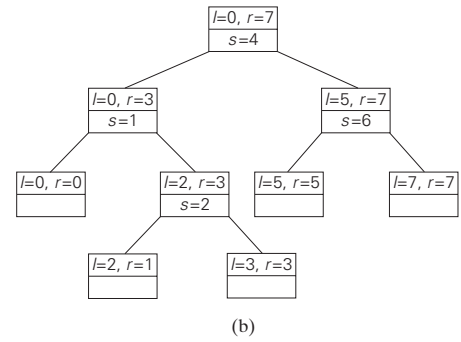 l=0, r=7
s=4
l=0, r=3
s=1
l=5, r=7
s=6
l=0, r=0
l=2, r=3
s=2
l=5, r=5
l=7, r=7
l=2, r=1
l=3, r=3
(b)